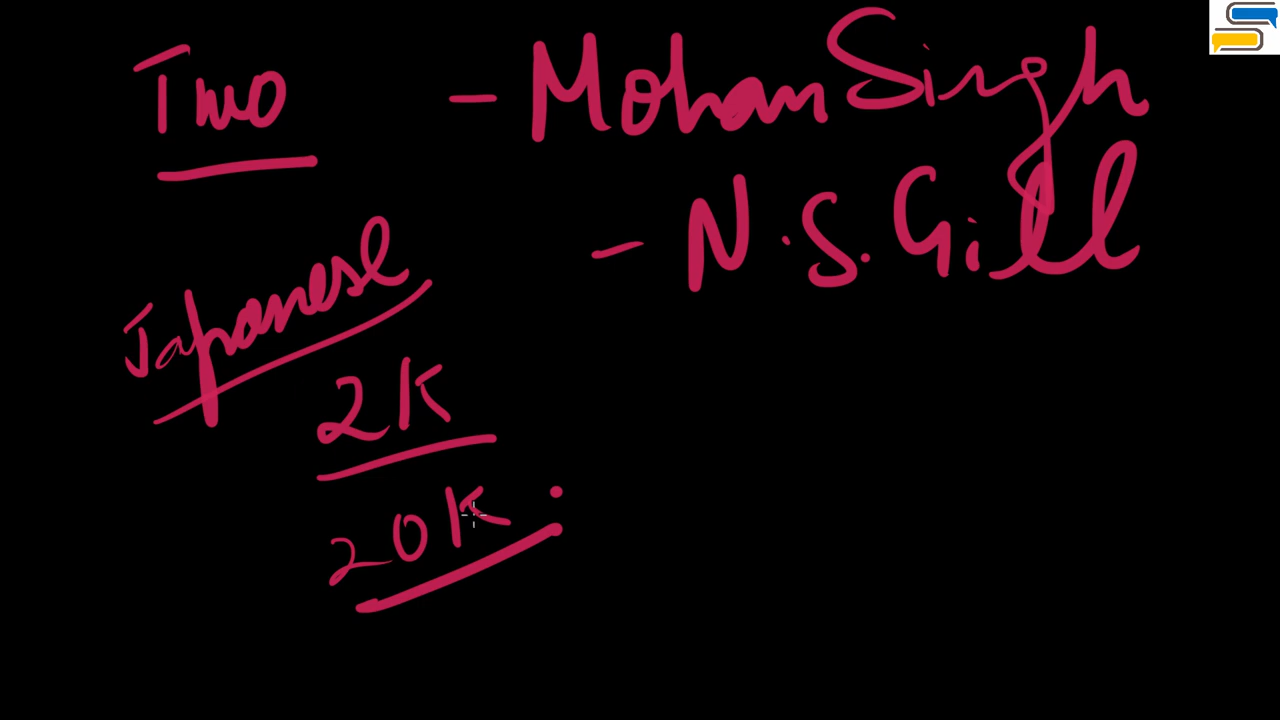 Two - Mohan Singh
- N.S. Gill
Japanese
2K
20K.